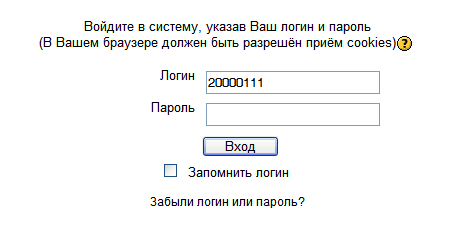 Войдите в систему, указав Ваш логин и пароль
(В Вашем браузере должен быть разрешён приём cookies)?
Логин 20000111
Пароль
Вход
Запомнить логин
Забыли логин или пароль?